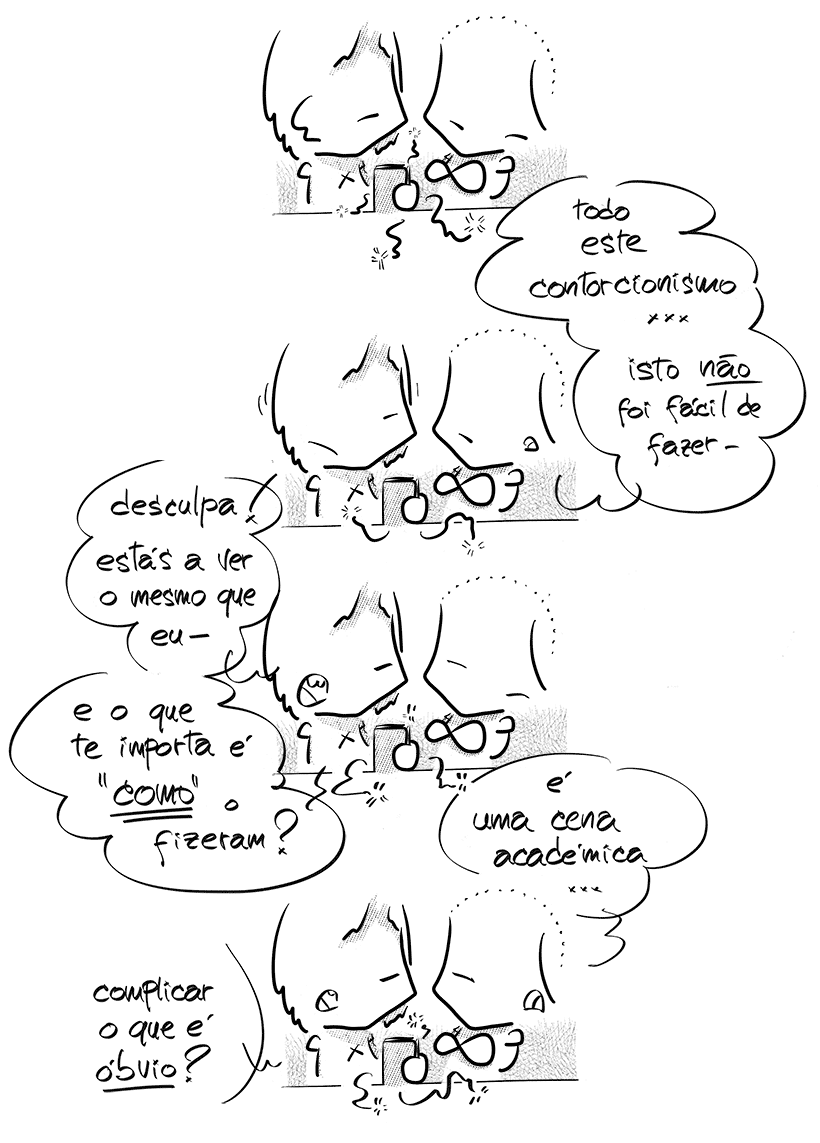 todo
este
contorcionismo
×××
isto não
foi fácil de
fazer—
desculpa!
estás a ver
o mesmo que
eu—
e o que
te importa é
"como" o
fizeram?
é
uma cena
académica
×××
complicar
o que é
óbvio?